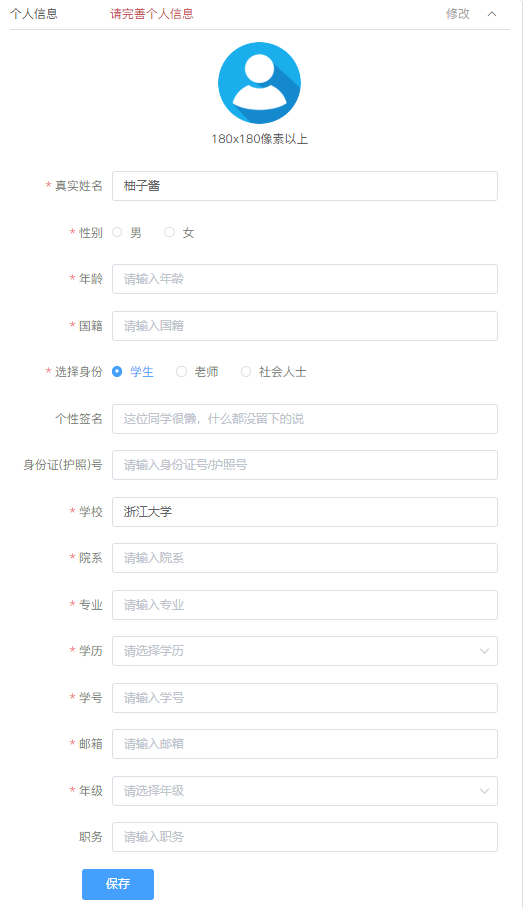 个人信息 请完善个人信息 修改
180x180像素以上
* 真实姓名 柚子酱
* 性别 男 女
* 年龄 请输入年龄
* 国籍 请输入国籍
* 选择身份 学生 老师 社会人士
个性签名 这位同学很懒，什么都没留下的说
身份证(护照)号 请输入身份证号/护照号
* 学校 浙江大学
* 院系 请输入院系
* 专业 请输入专业
* 学历 请选择学历
* 学号 请输入学号
* 邮箱 请输入邮箱
* 年级 请选择年级
职务 请输入职务
保存